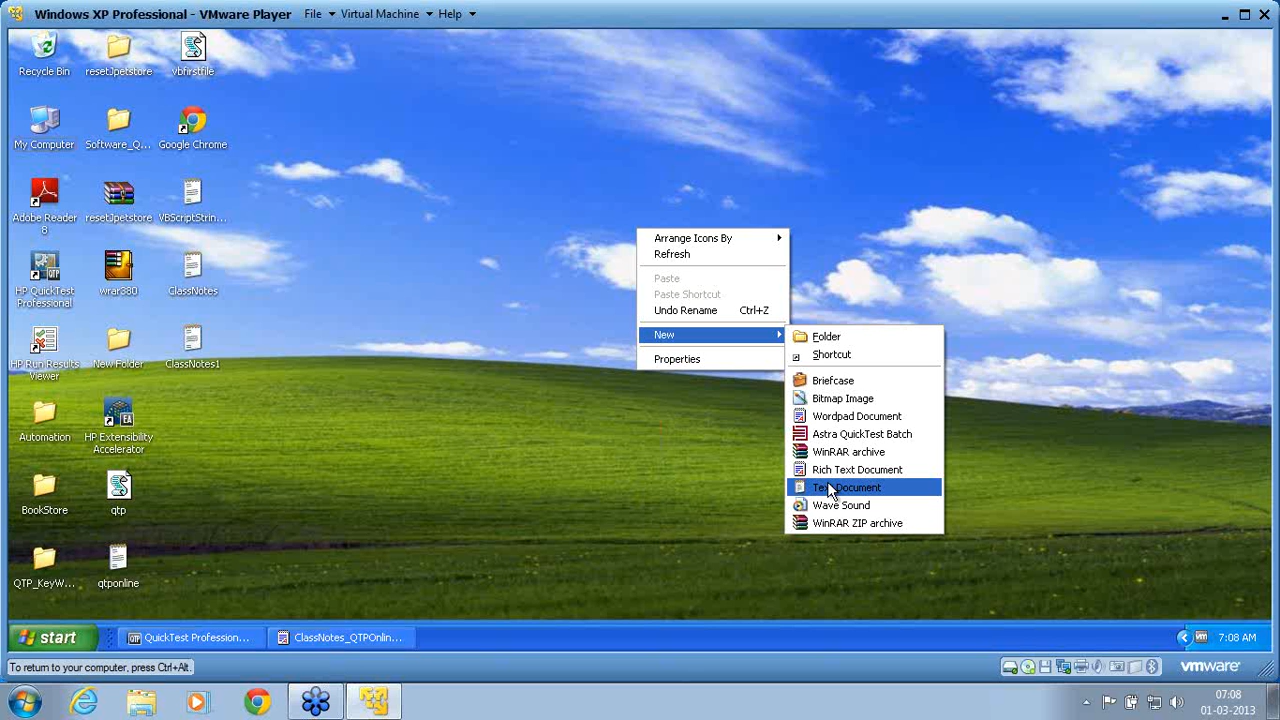 Windows XP Professional - VMware Player File Virtual Machine Help
Recycle Bin
resetJpetstore
vbfirstfile
My Computer
Software_Q...
Google Chrome
Adobe Reader
8
resetJpetstore
VBScriptStrin...
HP QuickTest
Professional
wrar380
ClassNotes
HP Run Results
Viewer
New Folder
ClassNotes1
Automation
HP Extensibility
Accelerator
BookStore
qtp
QTP_KeyW...
qtponline
Arrange Icons By
Refresh
Paste
Paste Shortcut
Undo Rename Ctrl+Z
New
Properties
Folder
Shortcut
Briefcase
Bitmap Image
Wordpad Document
Astra QuickTest Batch
WinRAR archive
Rich Text Document
Text Document
Wave Sound
WinRAR ZIP archive
start
QTP
QuickTest Profession...
ClassNotes_QTPOnlin...
7:08 AM
To return to your computer, press Ctrl+Alt.
vmware
07:08
01-03-2013